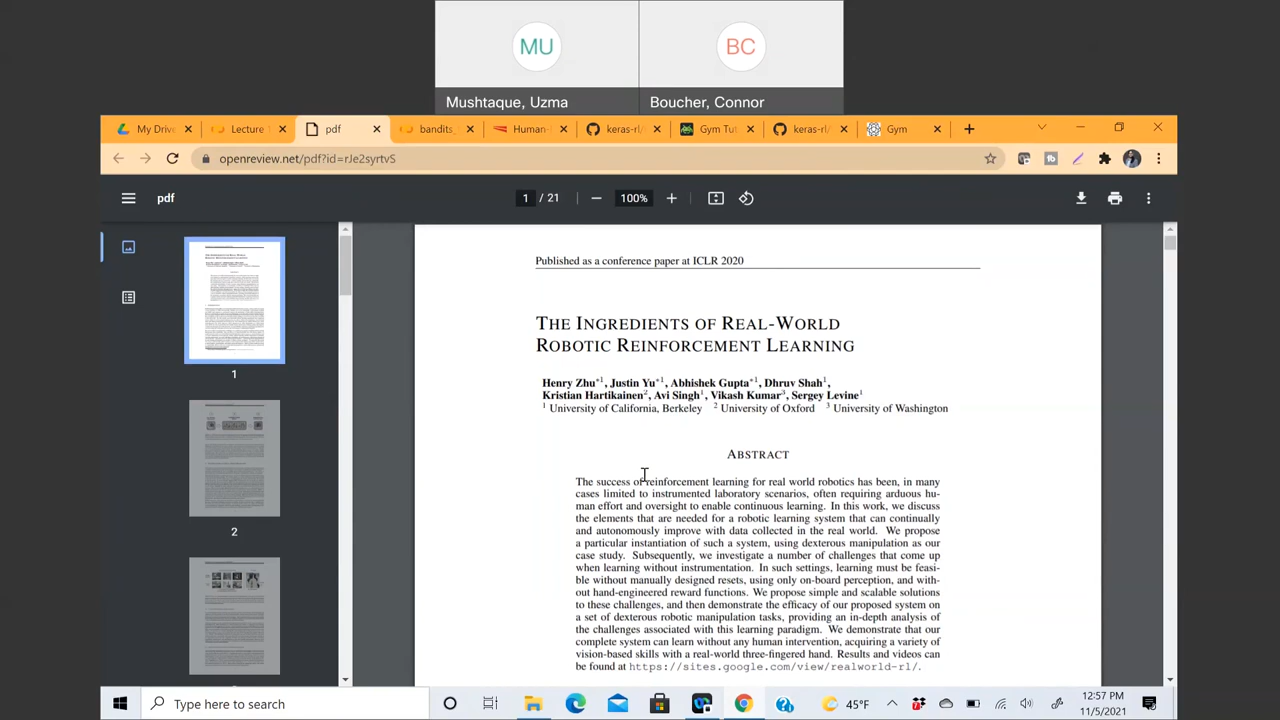 MU
BC
Mushtaque, Uzma
Boucher, Connor
My Drive
Lecture
pdf
bandits_
Human-
keras-rl/
Gym Tut
keras-rl/
Gym
openreview.net/pdf?id=rJe2syrtvS
pdf
1 / 21
100%
Published as a conference paper at ICLR 2020
THE INGREDIENTS OF REAL-WORLD
ROBOTIC REINFORCEMENT LEARNING
Henry Zhu*1, Justin Yu*1, Abhishek Gupta*1, Dhruv Shah1,
Kristian Hartikainen2, Avi Singh1, Vikash Kumar3, Sergey Levine1
1 University of California, Berkeley 2 University of Oxford 3 University of Washington
ABSTRACT
The success of reinforcement learning for real world robotics has been, in many
cases limited to instrumented laboratory scenarios, often requiring arduous hu-
man effort and oversight to enable continuous learning. In this work, we discuss
the elements that are needed for a robotic learning system that can continually
and autonomously improve with data collected in the real world. We propose
a particular instantiation of such a system, using dexterous manipulation as our
case study. Subsequently, we investigate a number of challenges that come up
when learning without instrumentation. In such settings, learning must be feasi-
ble without manually designed resets, using only on-board perception, and with-
out hand-engineered reward functions. We propose simple and scalable solutions
to these challenges, and then demonstrate the efficacy of our proposed system on
a set of dexterous robotic manipulation tasks, providing an in-depth analysis of
the challenges associated with this learning paradigm. We demonstrate that our
complete system can learn without any human intervention, acquiring a variety of
vision-based skills with a real-world three-fingered hand. Results and videos can
be found at https://sites.google.com/view/realworld-rl/.
1
2
Type here to search
45°F
12:57 PM
11/5/2021